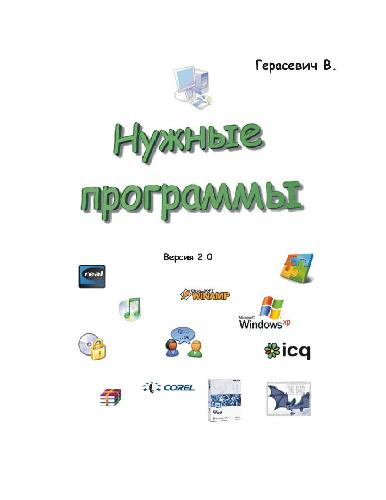 Герасевич В.
Нужные
программы
Версия 2.0
real
WINAMP
Microsoft
Windows xp
icq
COREL